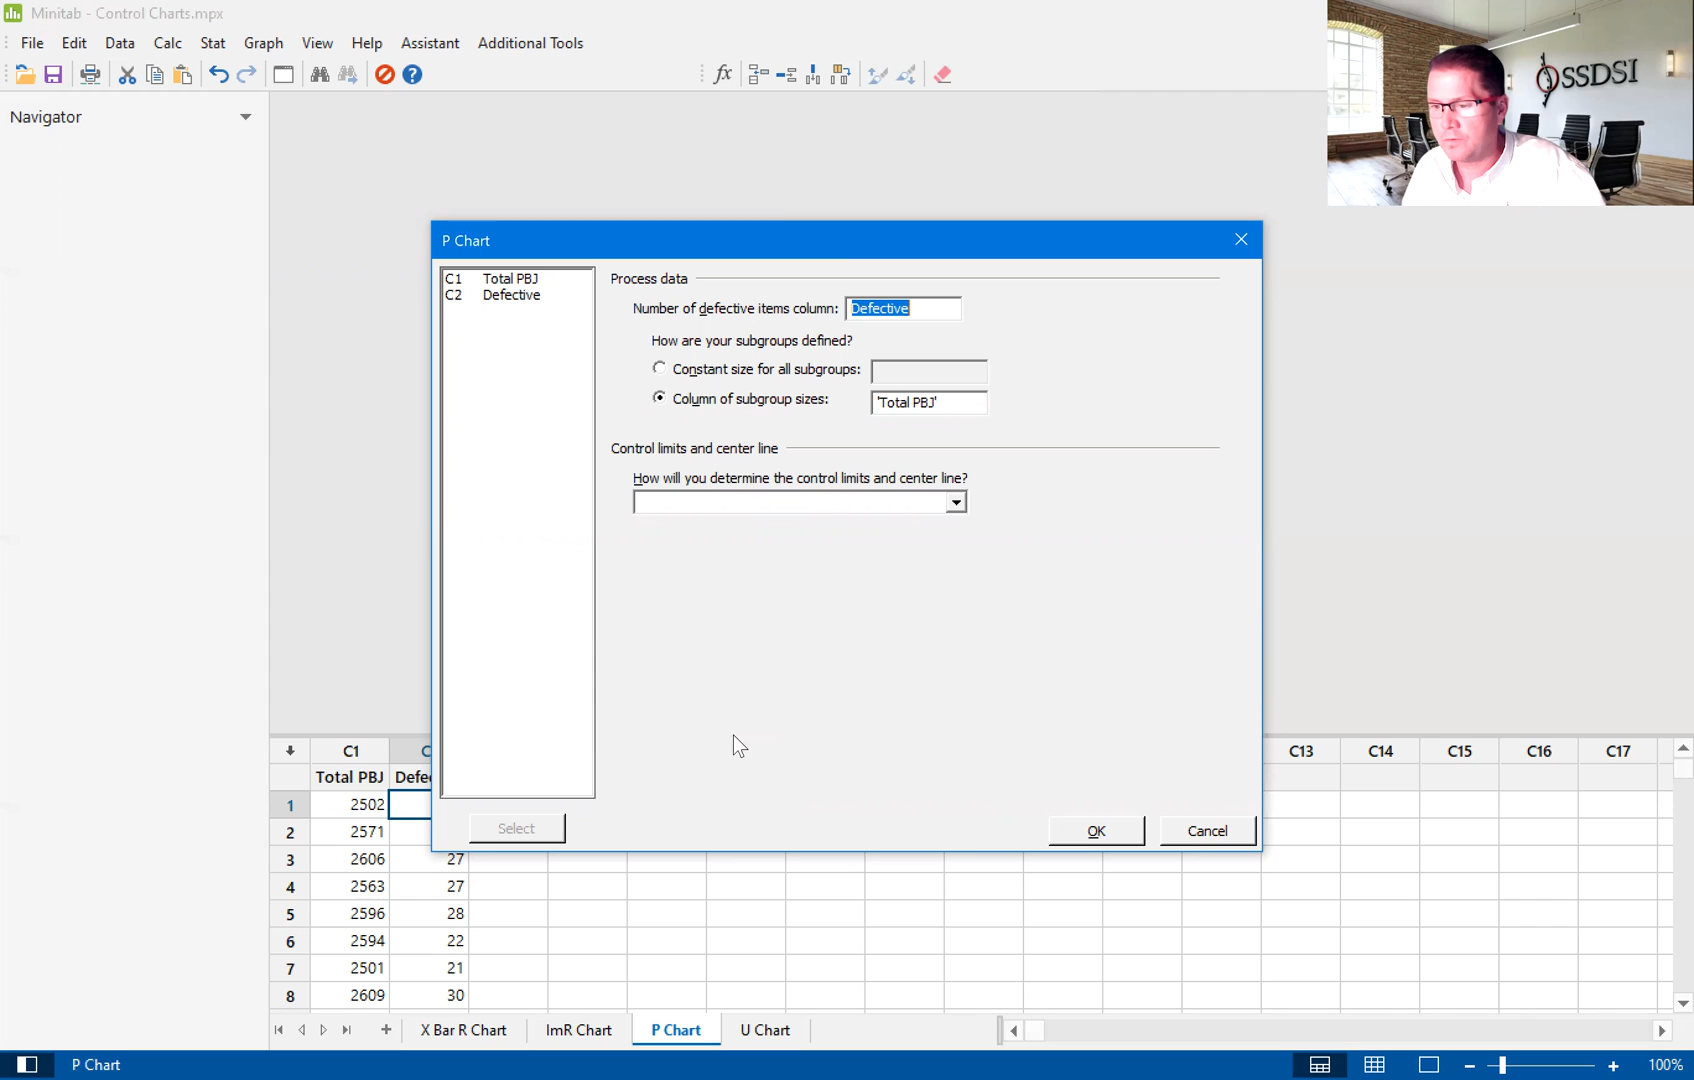 Minitab - Control Charts.mpx
File Edit Data Calc Stat Graph View Help Assistant Additional Tools
fx
SSDSI
Navigator
P Chart
C1 Total PBJ
C2 Defective
Process data
Number of defective items column: Defective
How are your subgroups defined?
Constant size for all subgroups:
Column of subgroup sizes: 'Total PBJ'
Control limits and center line
How will you determine the control limits and center line?
Select OK Cancel
C1 C C13 C14 C15 C16 C17
Total PBJ Defec
1 2502
2 2571
3 2606 27
4 2563 27
5 2596 28
6 2594 22
7 2501 21
8 2609 30
+ X Bar R Chart ImR Chart P Chart U Chart
P Chart 100%